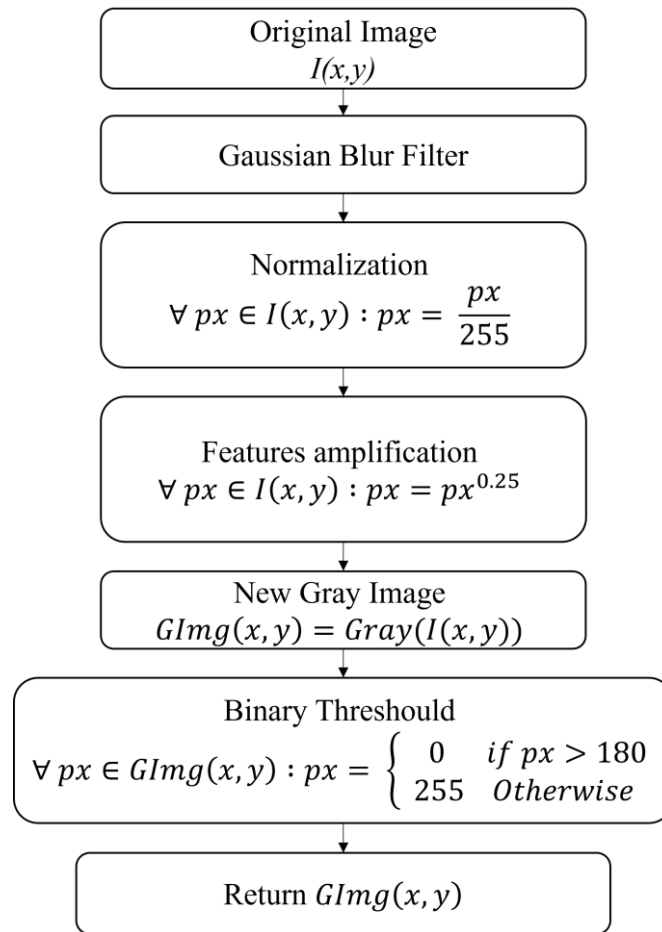 Original Image
I(x,y)
Gaussian Blur Filter
Normalization
∀ px ∈ I(x, y) : px = px/255
Features amplification
∀ px ∈ I(x, y) : px = px^0.25
New Gray Image
GImg(x, y) = Gray(I(x, y))
Binary Threshould
∀ px ∈ GImg(x, y) : px = { 0 if px > 180
255 Otherwise
Return GImg(x, y)